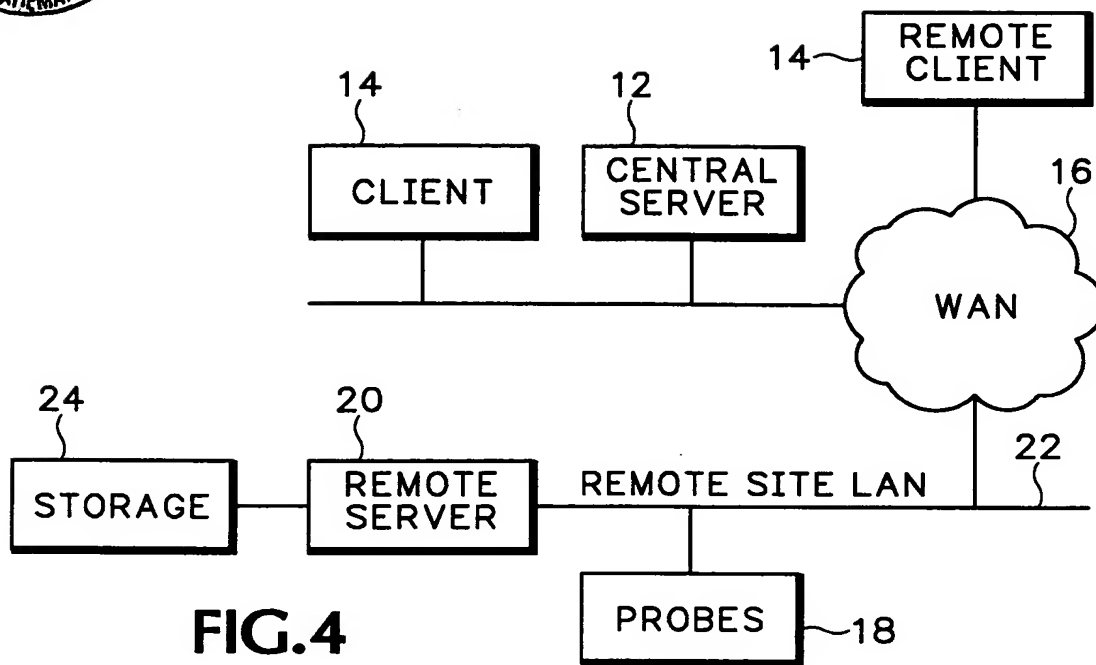 REMOTE
CLIENT
14
14
12
CLIENT
CENTRAL
SERVER
16
WAN
24
20
22
STORAGE
REMOTE
SERVER
REMOTE SITE LAN
PROBES
18
FIG.4